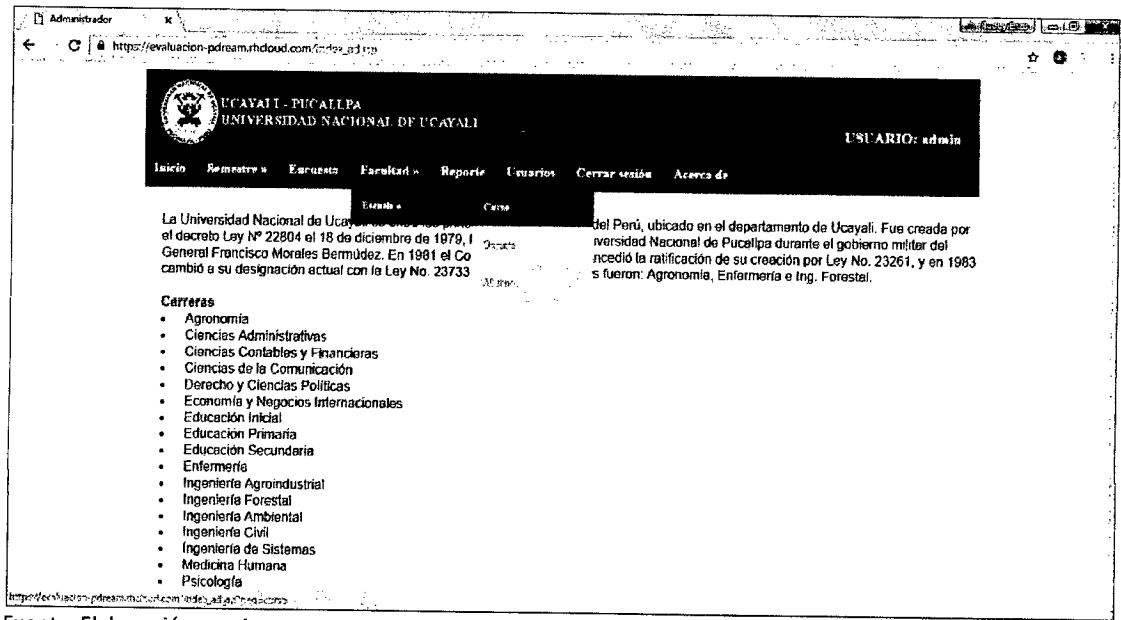 Administrador
https://evaluacion-pdream.rhcloud.com/index_ad.jsp
UCAYALI - PUCALLPA
UNIVERSIDAD NACIONAL DE UCAYALI
USUARIO: admin
Inicio Semestre » Encuesta Facultad » Reporte Usuarios Cerrar sesión Acerca de
Escuela » Curso
Docente
Alumno
La Universidad Nacional de Ucay del Perú, ubicado en el departamento de Ucayali. Fue creada por
el decreto Ley Nº 22804 el 18 de diciembre de 1979, niversidad Nacional de Pucallpa durante el gobierno militar del
General Francisco Morales Bermúdez. En 1981 el Co ncedió la ratificación de su creación por Ley No. 23261, y en 1983
cambió a su designación actual con la Ley No. 23733 s fueron: Agronomía, Enfermería e Ing. Forestal.
Carreras
• Agronomía
• Ciencias Administrativas
• Ciencias Contables y Financieras
• Ciencias de la Comunicación
• Derecho y Ciencias Políticas
• Economía y Negocios Internacionales
• Educación Inicial
• Educación Primaria
• Educación Secundaria
• Enfermería
• Ingeniería Agroindustrial
• Ingeniería Forestal
• Ingeniería Ambiental
• Ingeniería Civil
• Ingeniería de Sistemas
• Medicina Humana
• Psicología